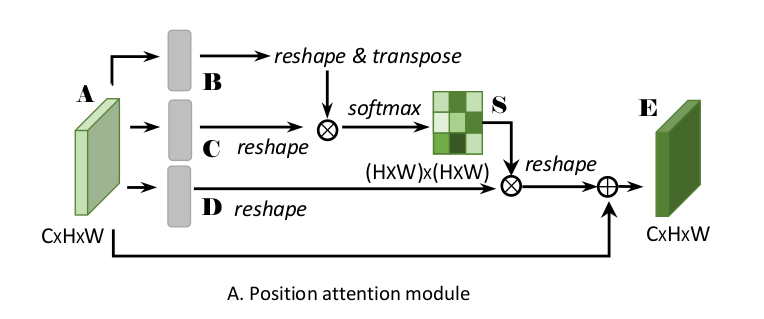 reshape & transpose
B
A
softmax
S
E
C
reshape
(HxW)x(HxW)
reshape
D
reshape
CxHxW
CxHxW
A. Position attention module